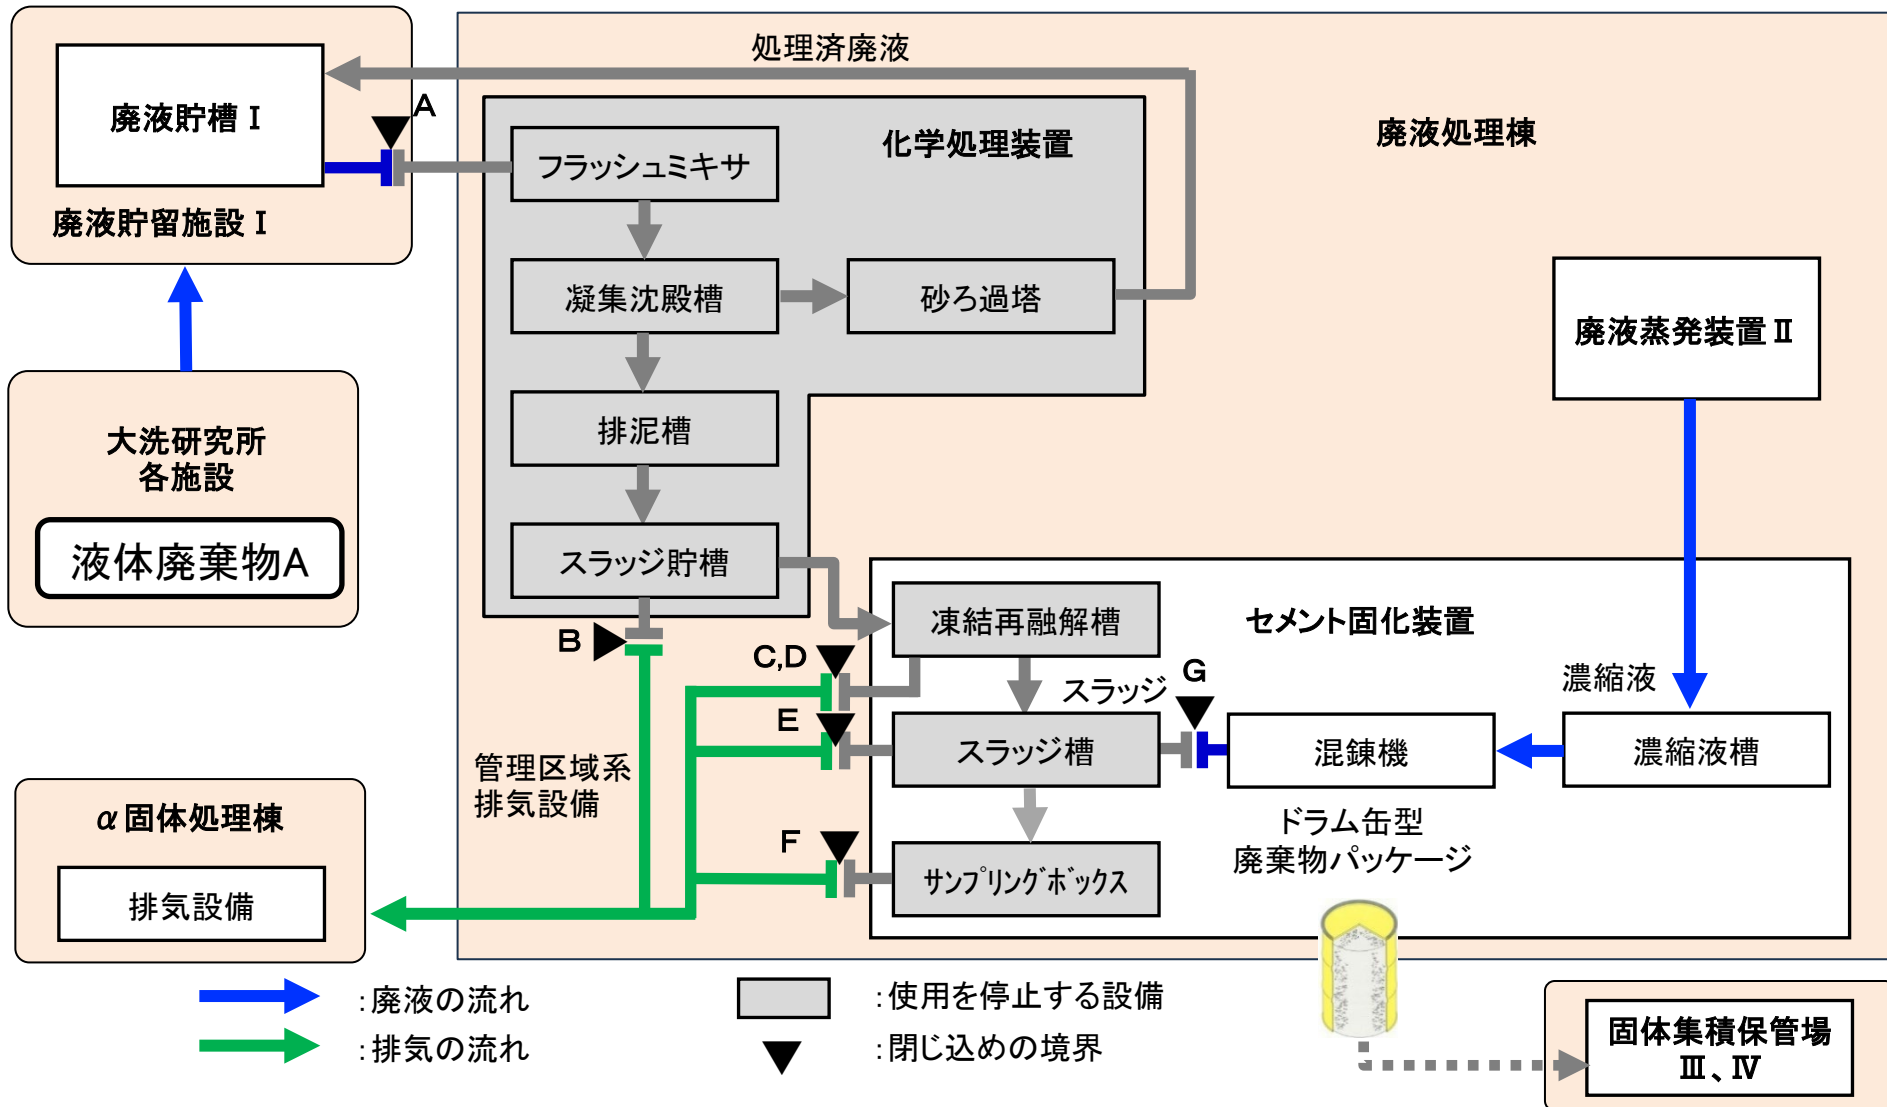 処理済廃液
廃液貯槽Ⅰ
A
廃液貯留施設Ⅰ
化学処理装置
廃液処理棟
フラッシュミキサ
凝集沈殿槽
砂ろ過塔
排泥槽
スラッジ貯槽
廃液蒸発装置Ⅱ
大洗研究所
各施設
液体廃棄物A
B
C,D
E
F
G
凍結再融解槽
セメント固化装置
スラッジ
濃縮液
スラッジ槽
混錬機
濃縮液槽
管理区域系
排気設備
サンプリングボックス
ドラム缶型
廃棄物パッケージ
α固体処理棟
排気設備
:廃液の流れ
:排気の流れ
:使用を停止する設備
:閉じ込めの境界
固体集積保管場
Ⅲ、Ⅳ